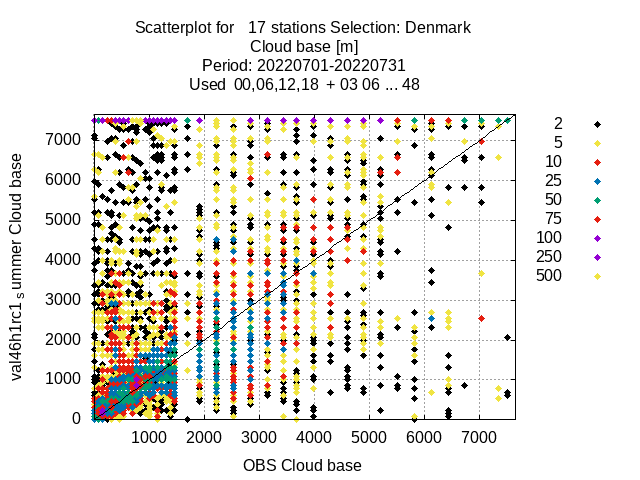 Scatterplot for 17 stations Selection: Denmark
Cloud base [m]
Period: 20220701-20220731
Used 00,06,12,18 + 03 06 ... 48
val46h1rc1 summer Cloud base
7000
6000
5000
4000
3000
2000
1000
0
1000 2000 3000 4000 5000 6000 7000
OBS Cloud base
2
5
10
25
50
75
100
250
500